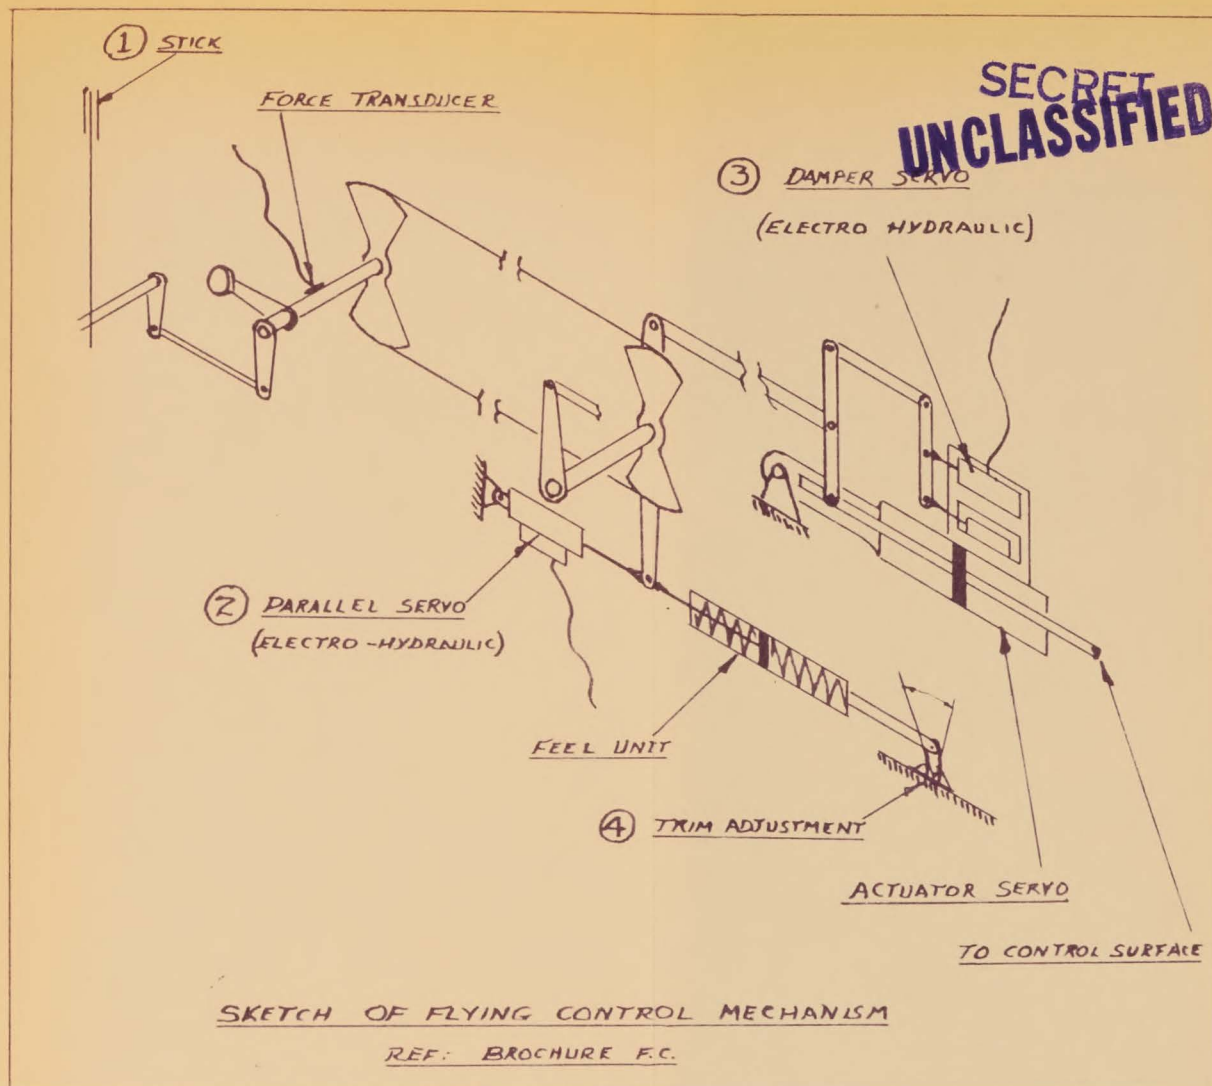 ① STICK
FORCE TRANSDUCER
SECRET
UNCLASSIFIED
③ DAMPER SERVO
(ELECTRO HYDRAULIC)
② PARALLEL SERVO
(ELECTRO-HYDRAULIC)
FEEL UNIT
④ TRIM ADJUSTMENT
ACTUATOR SERVO
TO CONTROL SURFACE
SKETCH OF FLYING CONTROL MECHANISM
REF: BROCHURE F.C.